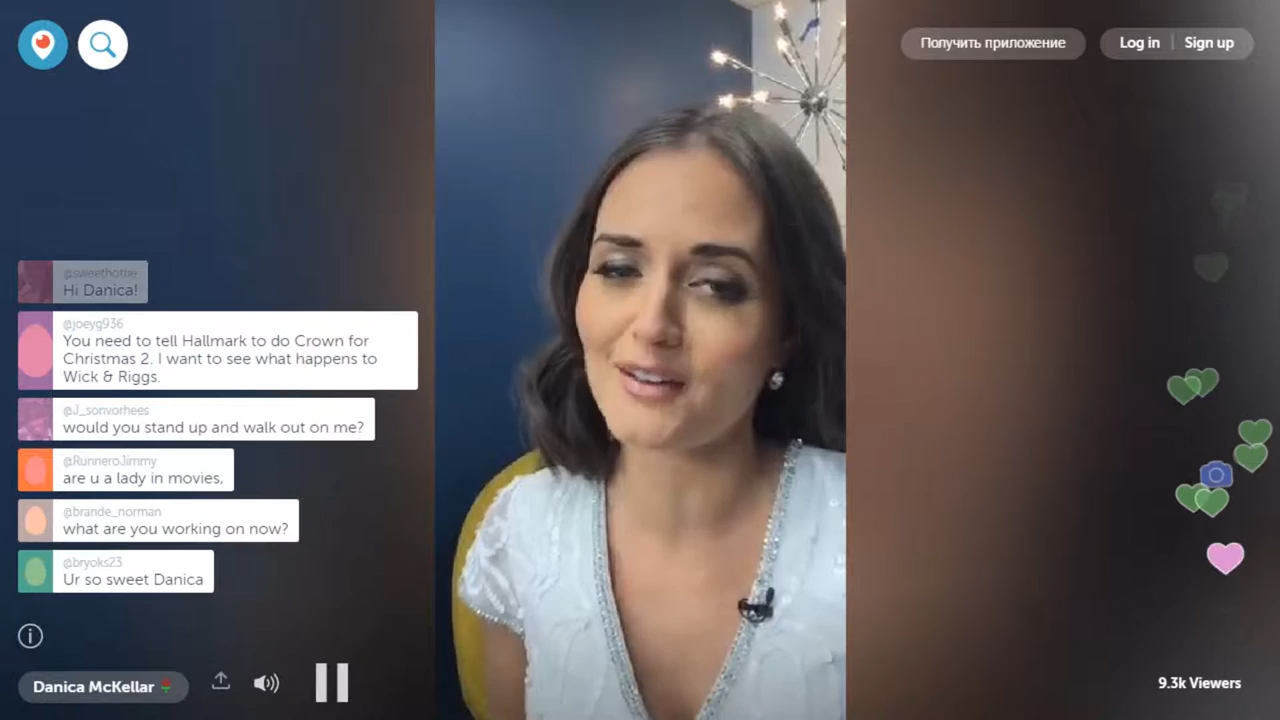 Получить приложение
Log in
Sign up
@sweethothe
Hi Danica!
@joeyg936
You need to tell Hallmark to do Crown for
Christmas 2. I want to see what happens to
Wick & Riggs.
@J_sonvorhees
would you stand up and walk out on me?
@RunneroJimmy
are u a lady in movies,
@brande_norman
what are you working on now?
@bryoks23
Ur so sweet Danica
Danica McKellar
9.3k Viewers